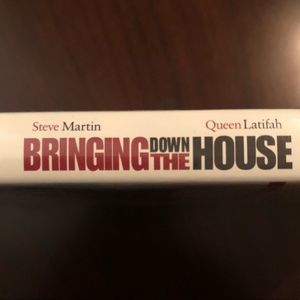 Steve Martin Queen Latifah
BRINGING DOWN THE HOUSE